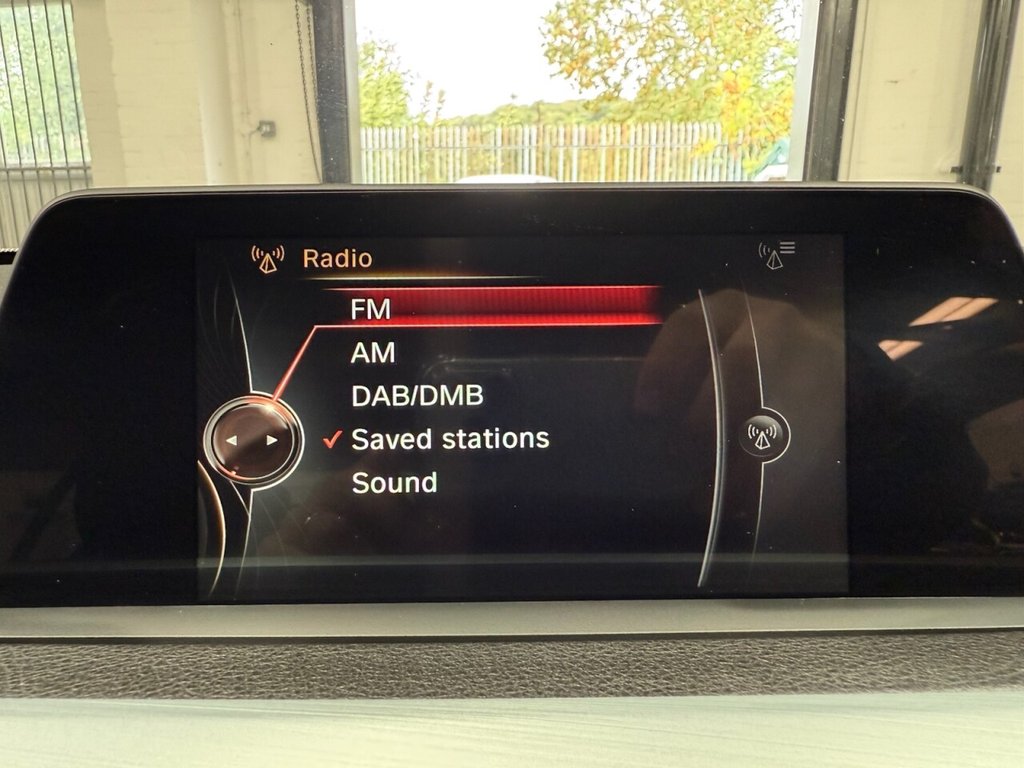 Radio
FM
AM
DAB/DMB
Saved stations
Sound